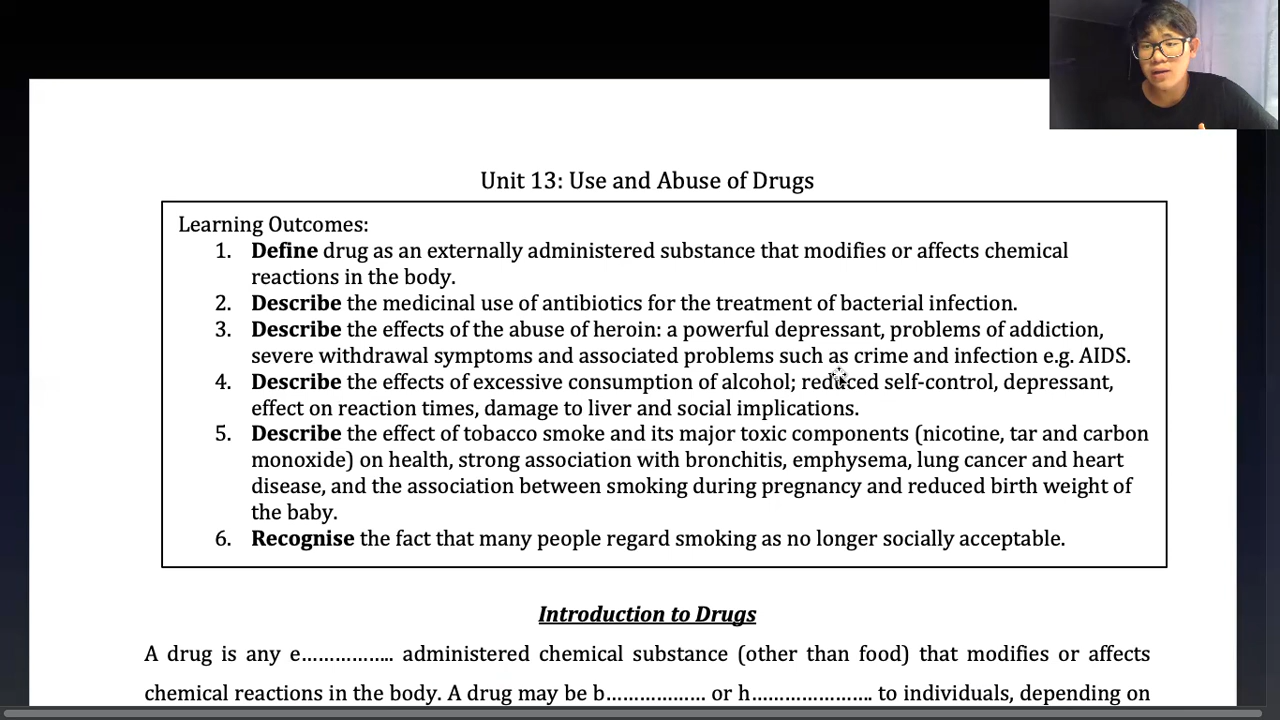 Unit 13: Use and Abuse of Drugs
Learning Outcomes:
1. Define drug as an externally administered substance that modifies or affects chemical
reactions in the body.
2. Describe the medicinal use of antibiotics for the treatment of bacterial infection.
3. Describe the effects of the abuse of heroin: a powerful depressant, problems of addiction,
severe withdrawal symptoms and associated problems such as crime and infection e.g. AIDS.
4. Describe the effects of excessive consumption of alcohol; reduced self-control, depressant,
effect on reaction times, damage to liver and social implications.
5. Describe the effect of tobacco smoke and its major toxic components (nicotine, tar and carbon
monoxide) on health, strong association with bronchitis, emphysema, lung cancer and heart
disease, and the association between smoking during pregnancy and reduced birth weight of
the baby.
6. Recognise the fact that many people regard smoking as no longer socially acceptable.
Introduction to Drugs
A drug is any e…………….. administered chemical substance (other than food) that modifies or affects
chemical reactions in the body. A drug may be b……………… or h…………………. to individuals, depending on